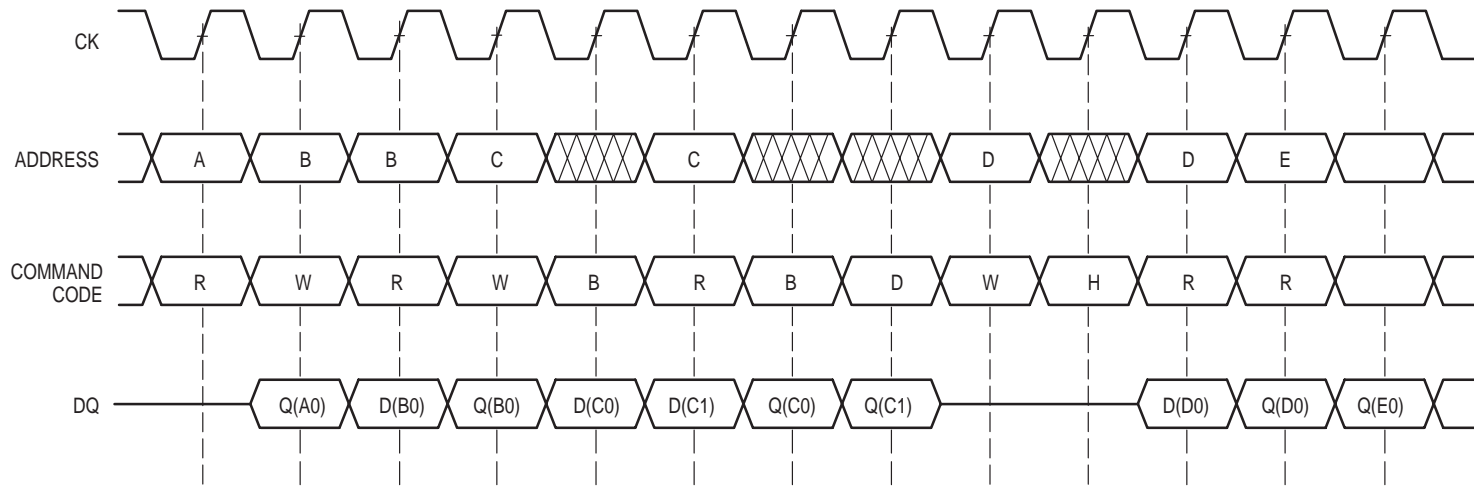 CK
ADDRESS A B B C C D D E
COMMAND
CODE
R W R W B R B D W H R R
DQ Q(A0) D(B0) Q(B0) D(C0) D(C1) Q(C0) Q(C1) D(D0) Q(D0) Q(E0)